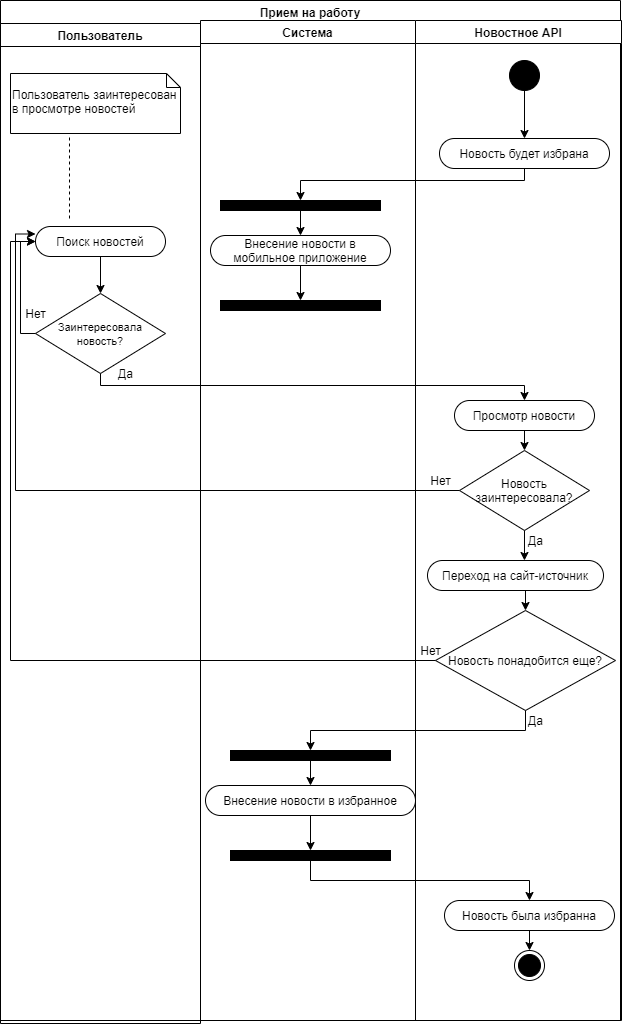 Прием на работу
Пользователь
Система
Новостное API
Пользователь заинтересован
в просмотре новостей
Новость будет избрана
Поиск новостей
Внесение новости в
мобильное приложение
Нет
Заинтересовала
новость?
Да
Просмотр новости
Нет
Новость
заинтересовала?
Да
Переход на сайт-источник
Нет
Новость понадобится еще?
Да
Внесение новости в избранное
Новость была избранна